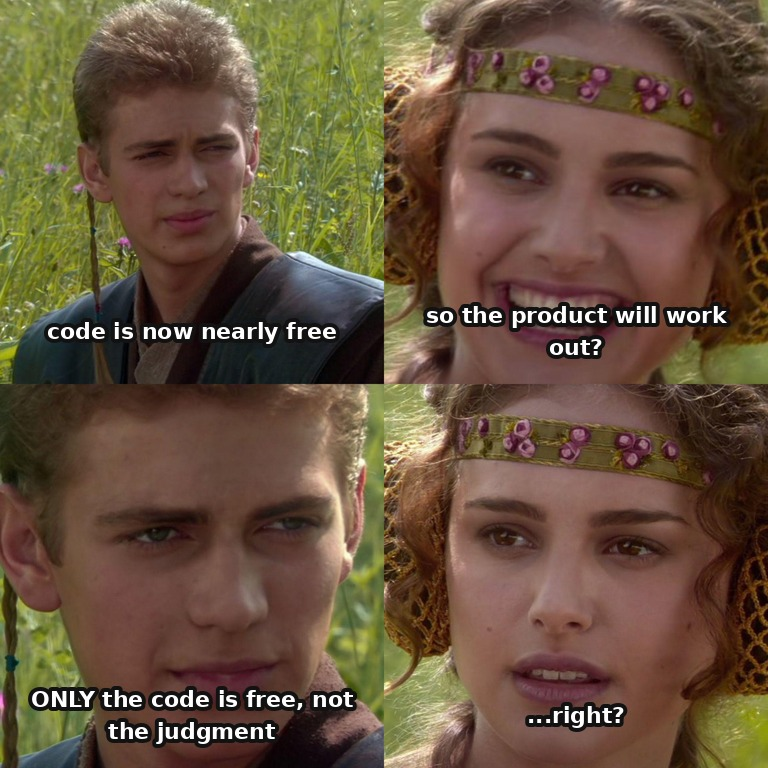 code is now nearly free
so the product will work
out?
ONLY the code is free, not
the judgment
...right?